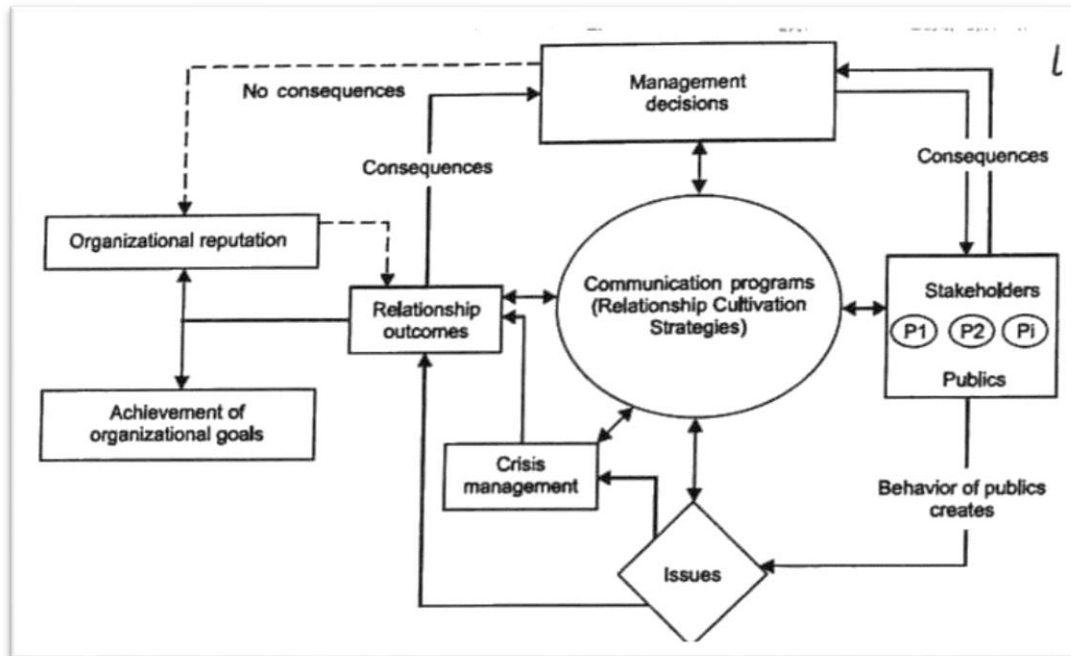 Management
decisions
No consequences
Consequences
Consequences
Organizational reputation
Communication programs
(Relationship Cultivation
Strategies)
Relationship
outcomes
Stakeholders
P1 P2 Pi
Publics
Achievement of
organizational goals
Crisis
management
Behavior of publics
creates
Issues